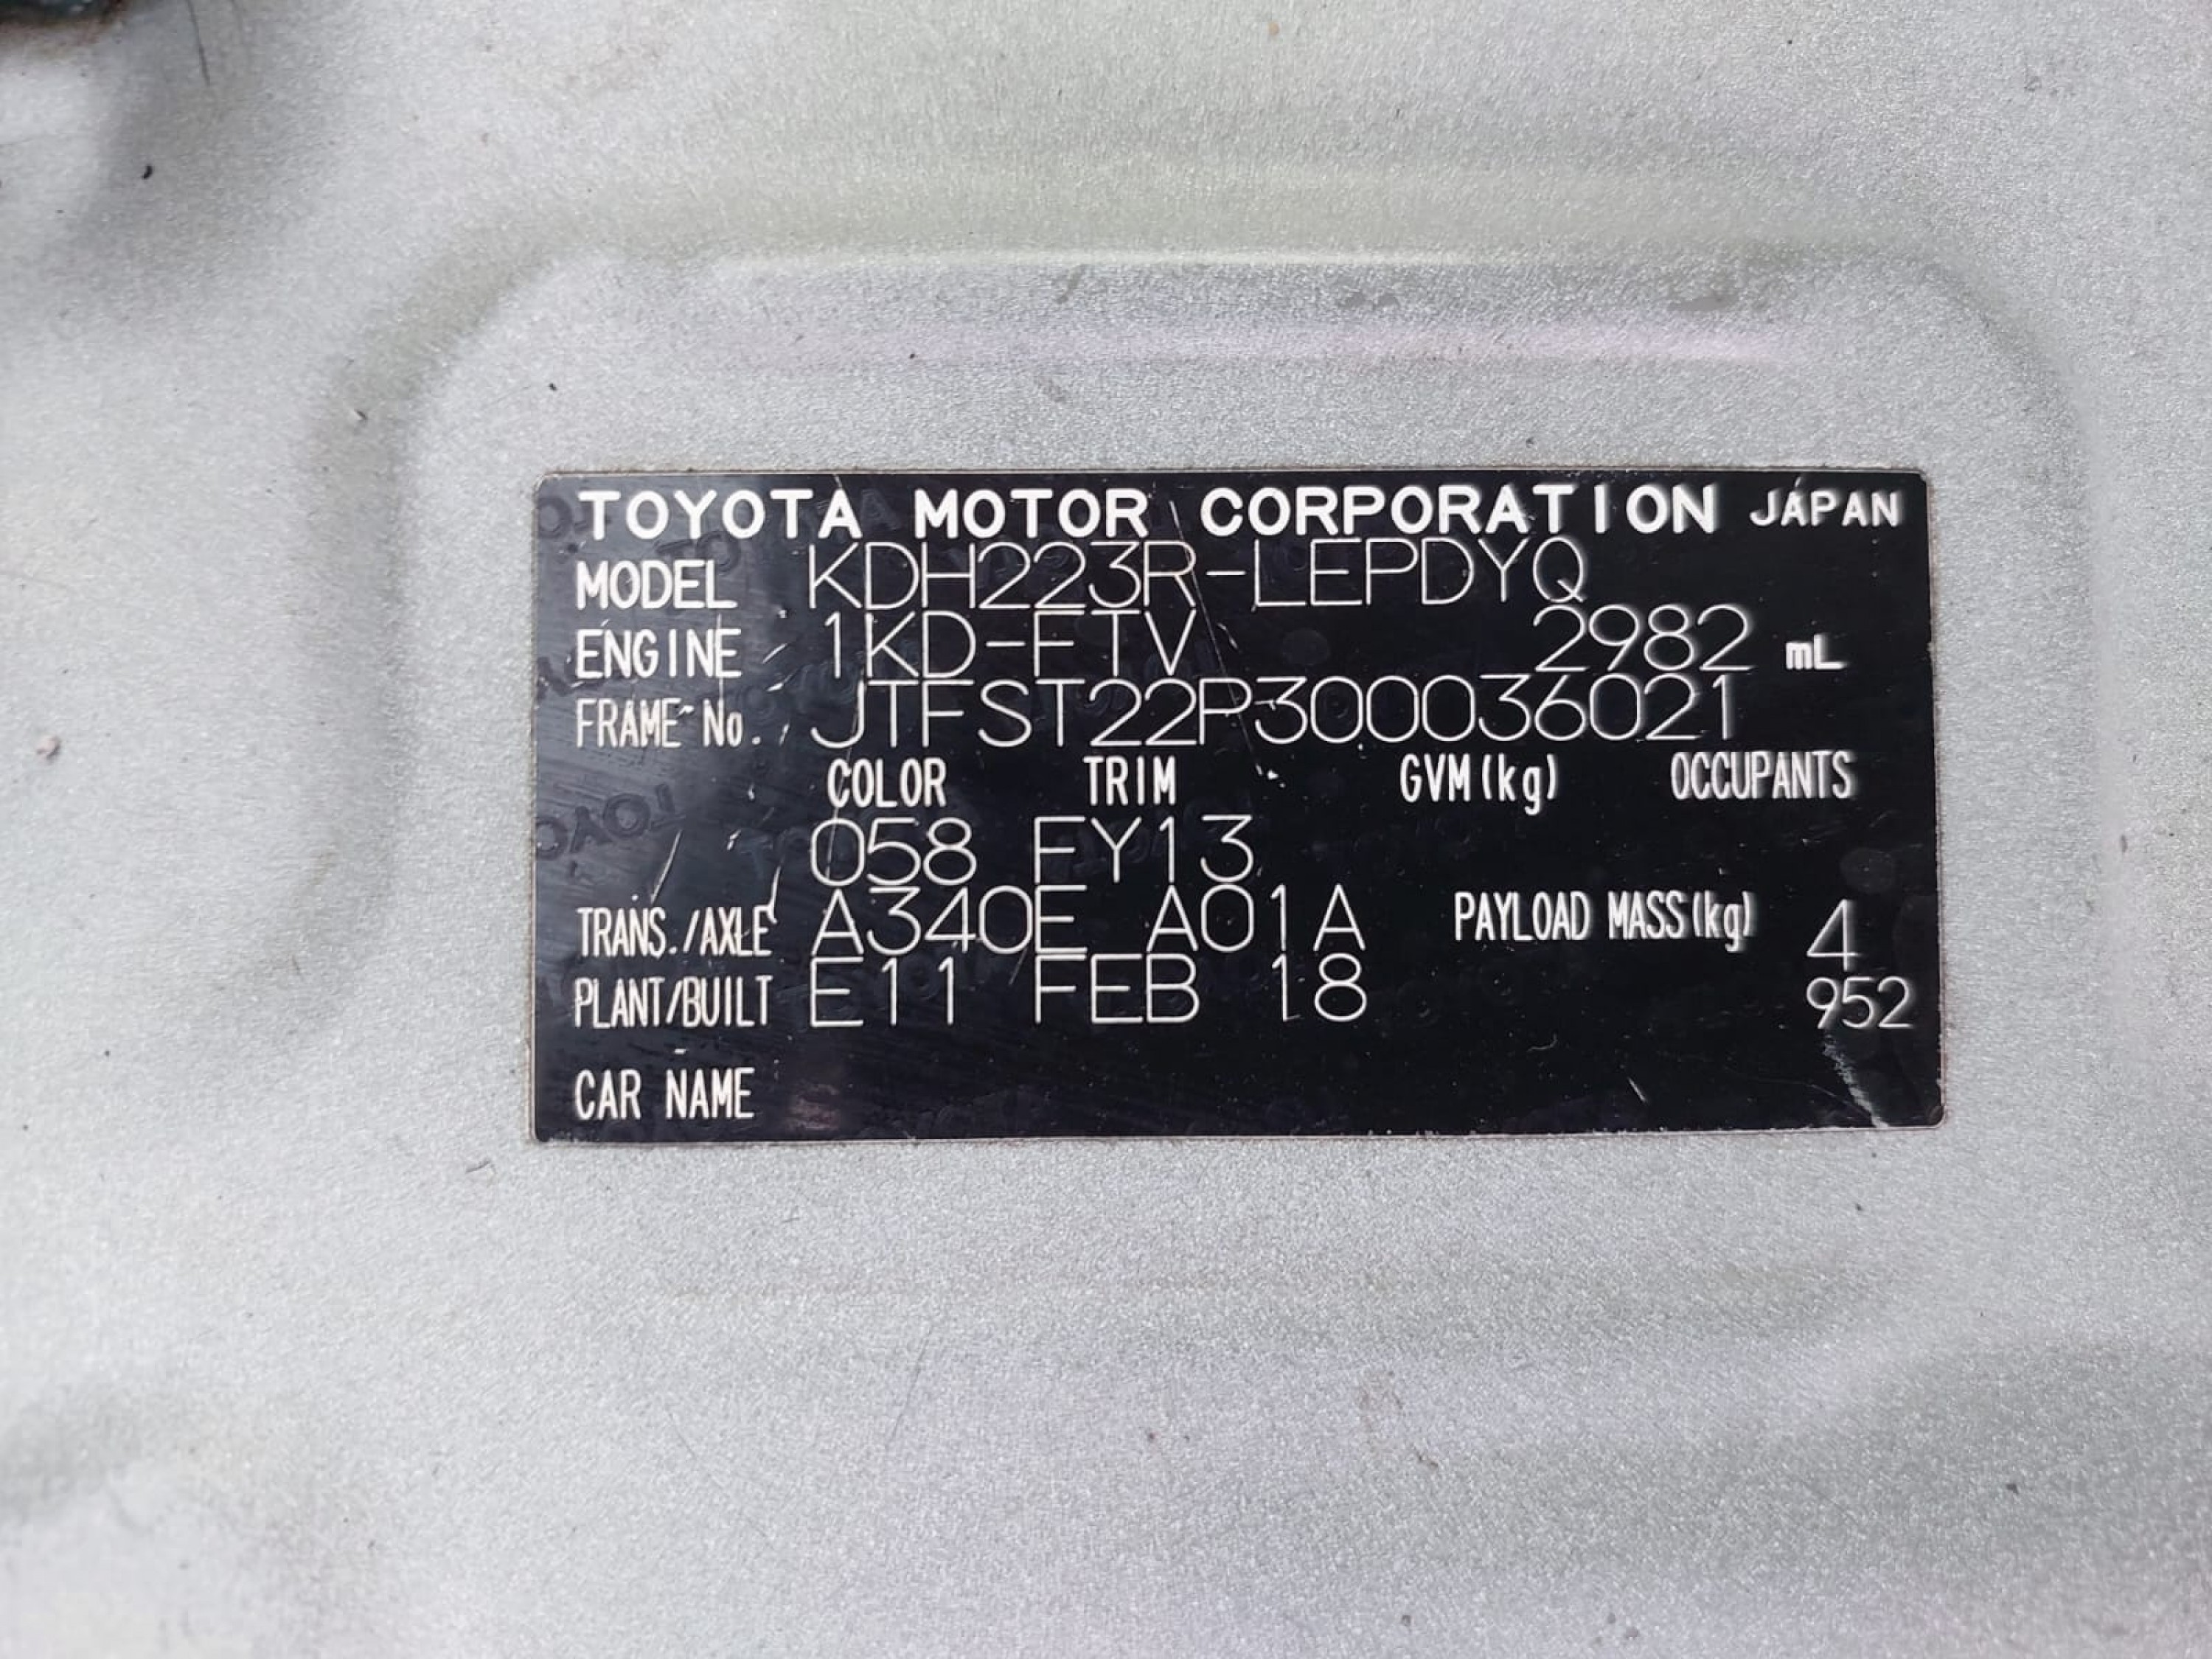 TOYOTA MOTOR CORPORATION JAPAN
MODEL KDH223R-LEPDYQ
ENGINE 1KD-FTV 2982 mL
FRAME No. JTFST22P300036021
COLOR TRIM GVM(kg) OCCUPANTS
058 FY13
TRANS./AXLE A340E A01A PAYLOAD MASS(kg) 4
PLANT/BUILT E11 FEB 18 952
CAR NAME